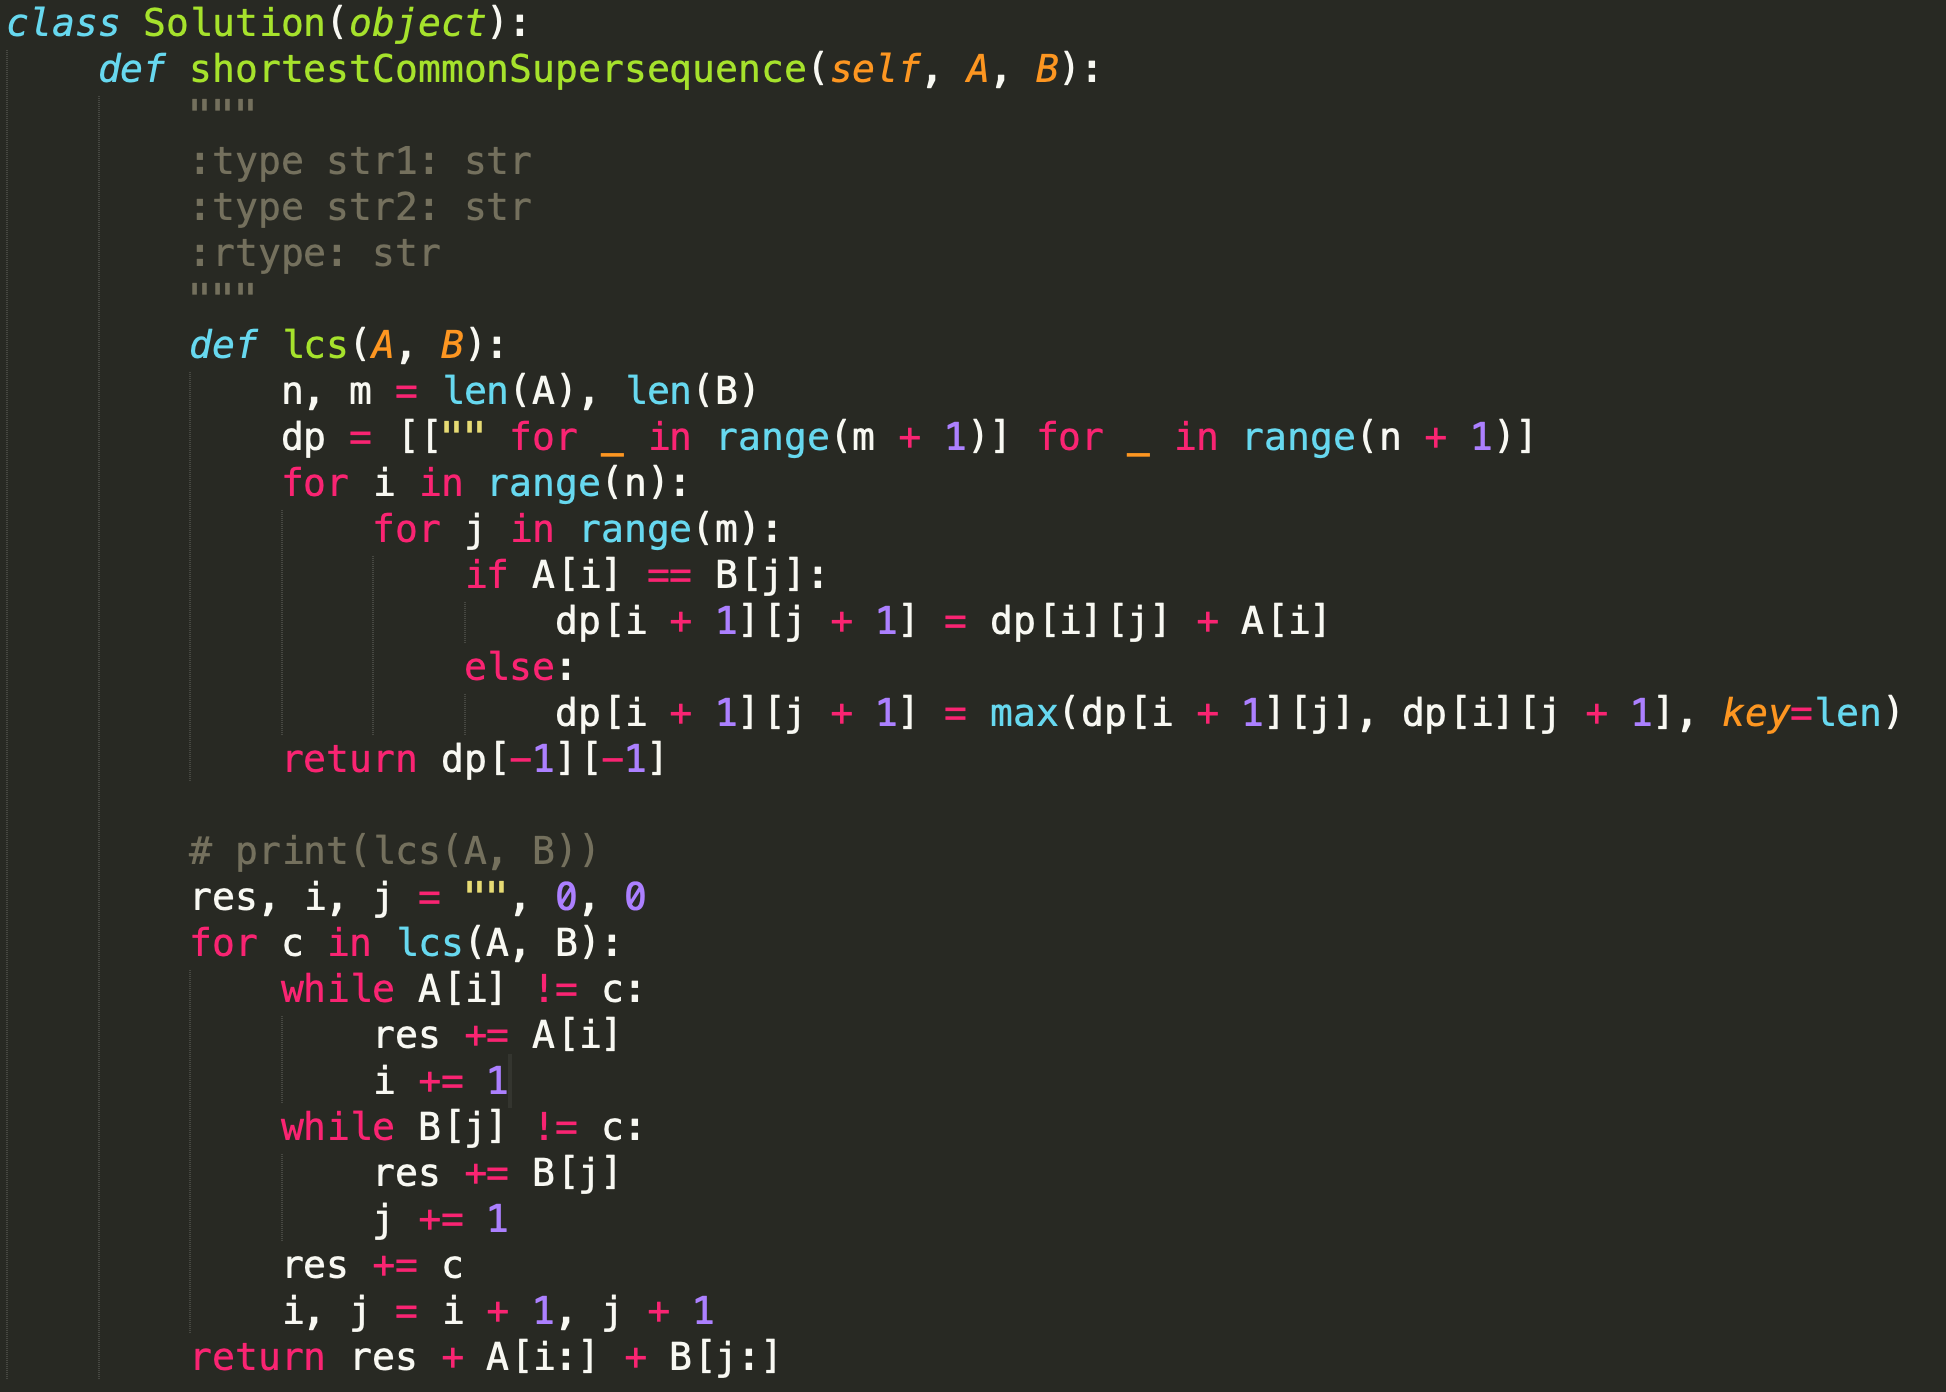 class Solution(object):
    def shortestCommonSupersequence(self, A, B):
        """
        :type str1: str
        :type str2: str
        :rtype: str
        """
        def lcs(A, B):
            n, m = len(A), len(B)
            dp = [["" for _ in range(m + 1)] for _ in range(n + 1)]
            for i in range(n):
                for j in range(m):
                    if A[i] == B[j]:
                        dp[i + 1][j + 1] = dp[i][j] + A[i]
                    else:
                        dp[i + 1][j + 1] = max(dp[i + 1][j], dp[i][j + 1], key=len)
            return dp[-1][-1]

        # print(lcs(A, B))
        res, i, j = "", 0, 0
        for c in lcs(A, B):
            while A[i] != c:
                res += A[i]
                i += 1
            while B[j] != c:
                res += B[j]
                j += 1
            res += c
            i, j = i + 1, j + 1
        return res + A[i:] + B[j:]